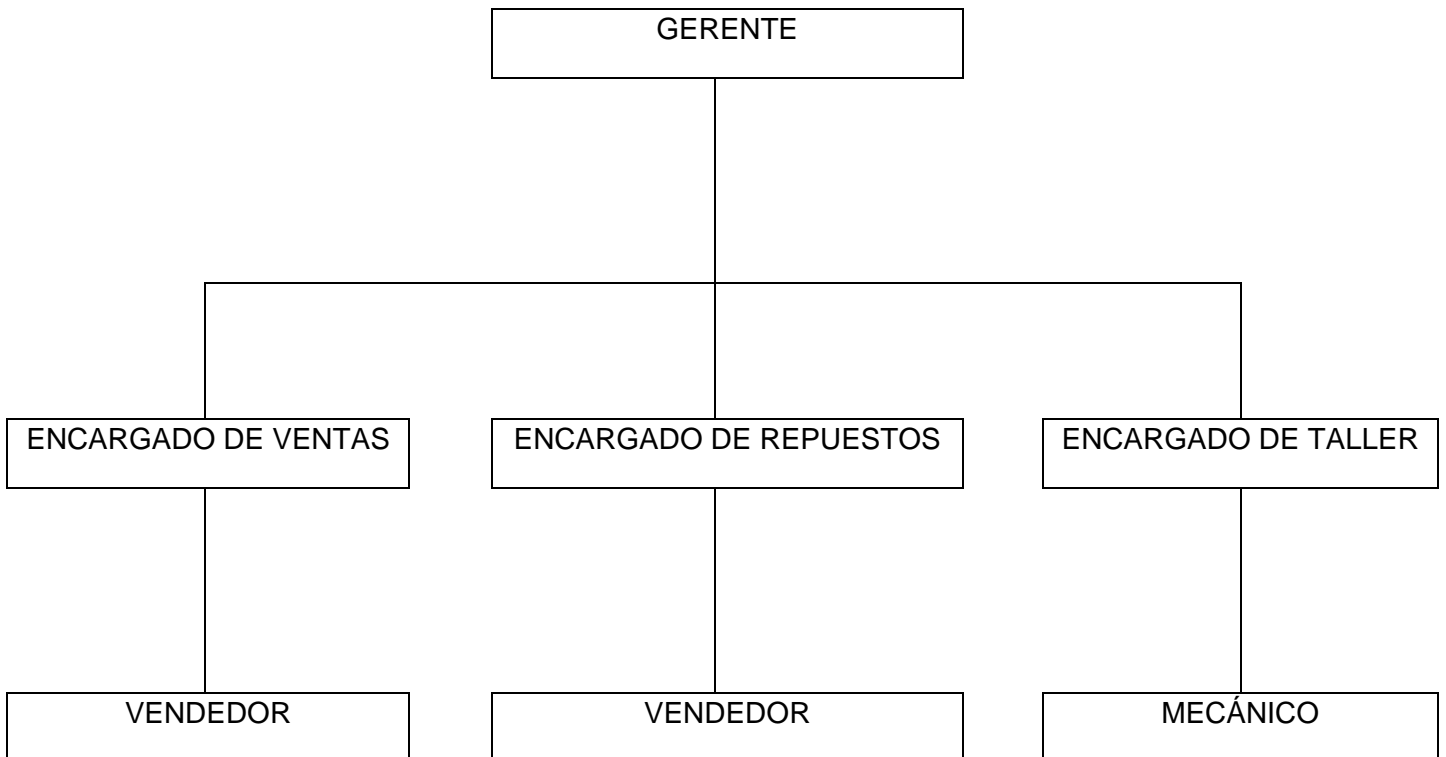 GERENTE
ENCARGADO DE VENTAS
ENCARGADO DE REPUESTOS
ENCARGADO DE TALLER
VENDEDOR
VENDEDOR
MECÁNICO